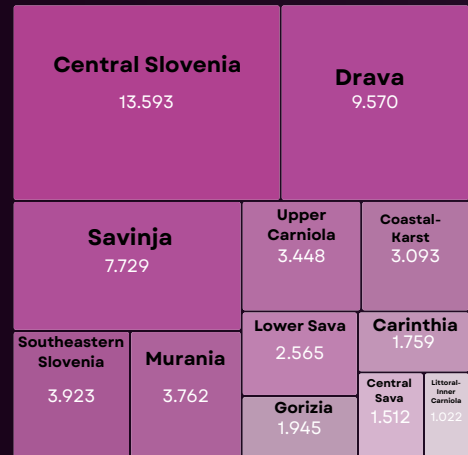 Central Slovenia
13.593
Drava
9.570
Savinja
7.729
Upper
Carniola
3.448
Coastal-
Karst
3.093
Southeastern
Slovenia
3.923
Murania
3.762
Lower Sava
2.565
Carinthia
1.759
Gorizia
1.945
Central
Sava
1.512
Littoral-
Inner
Carniola
1.022